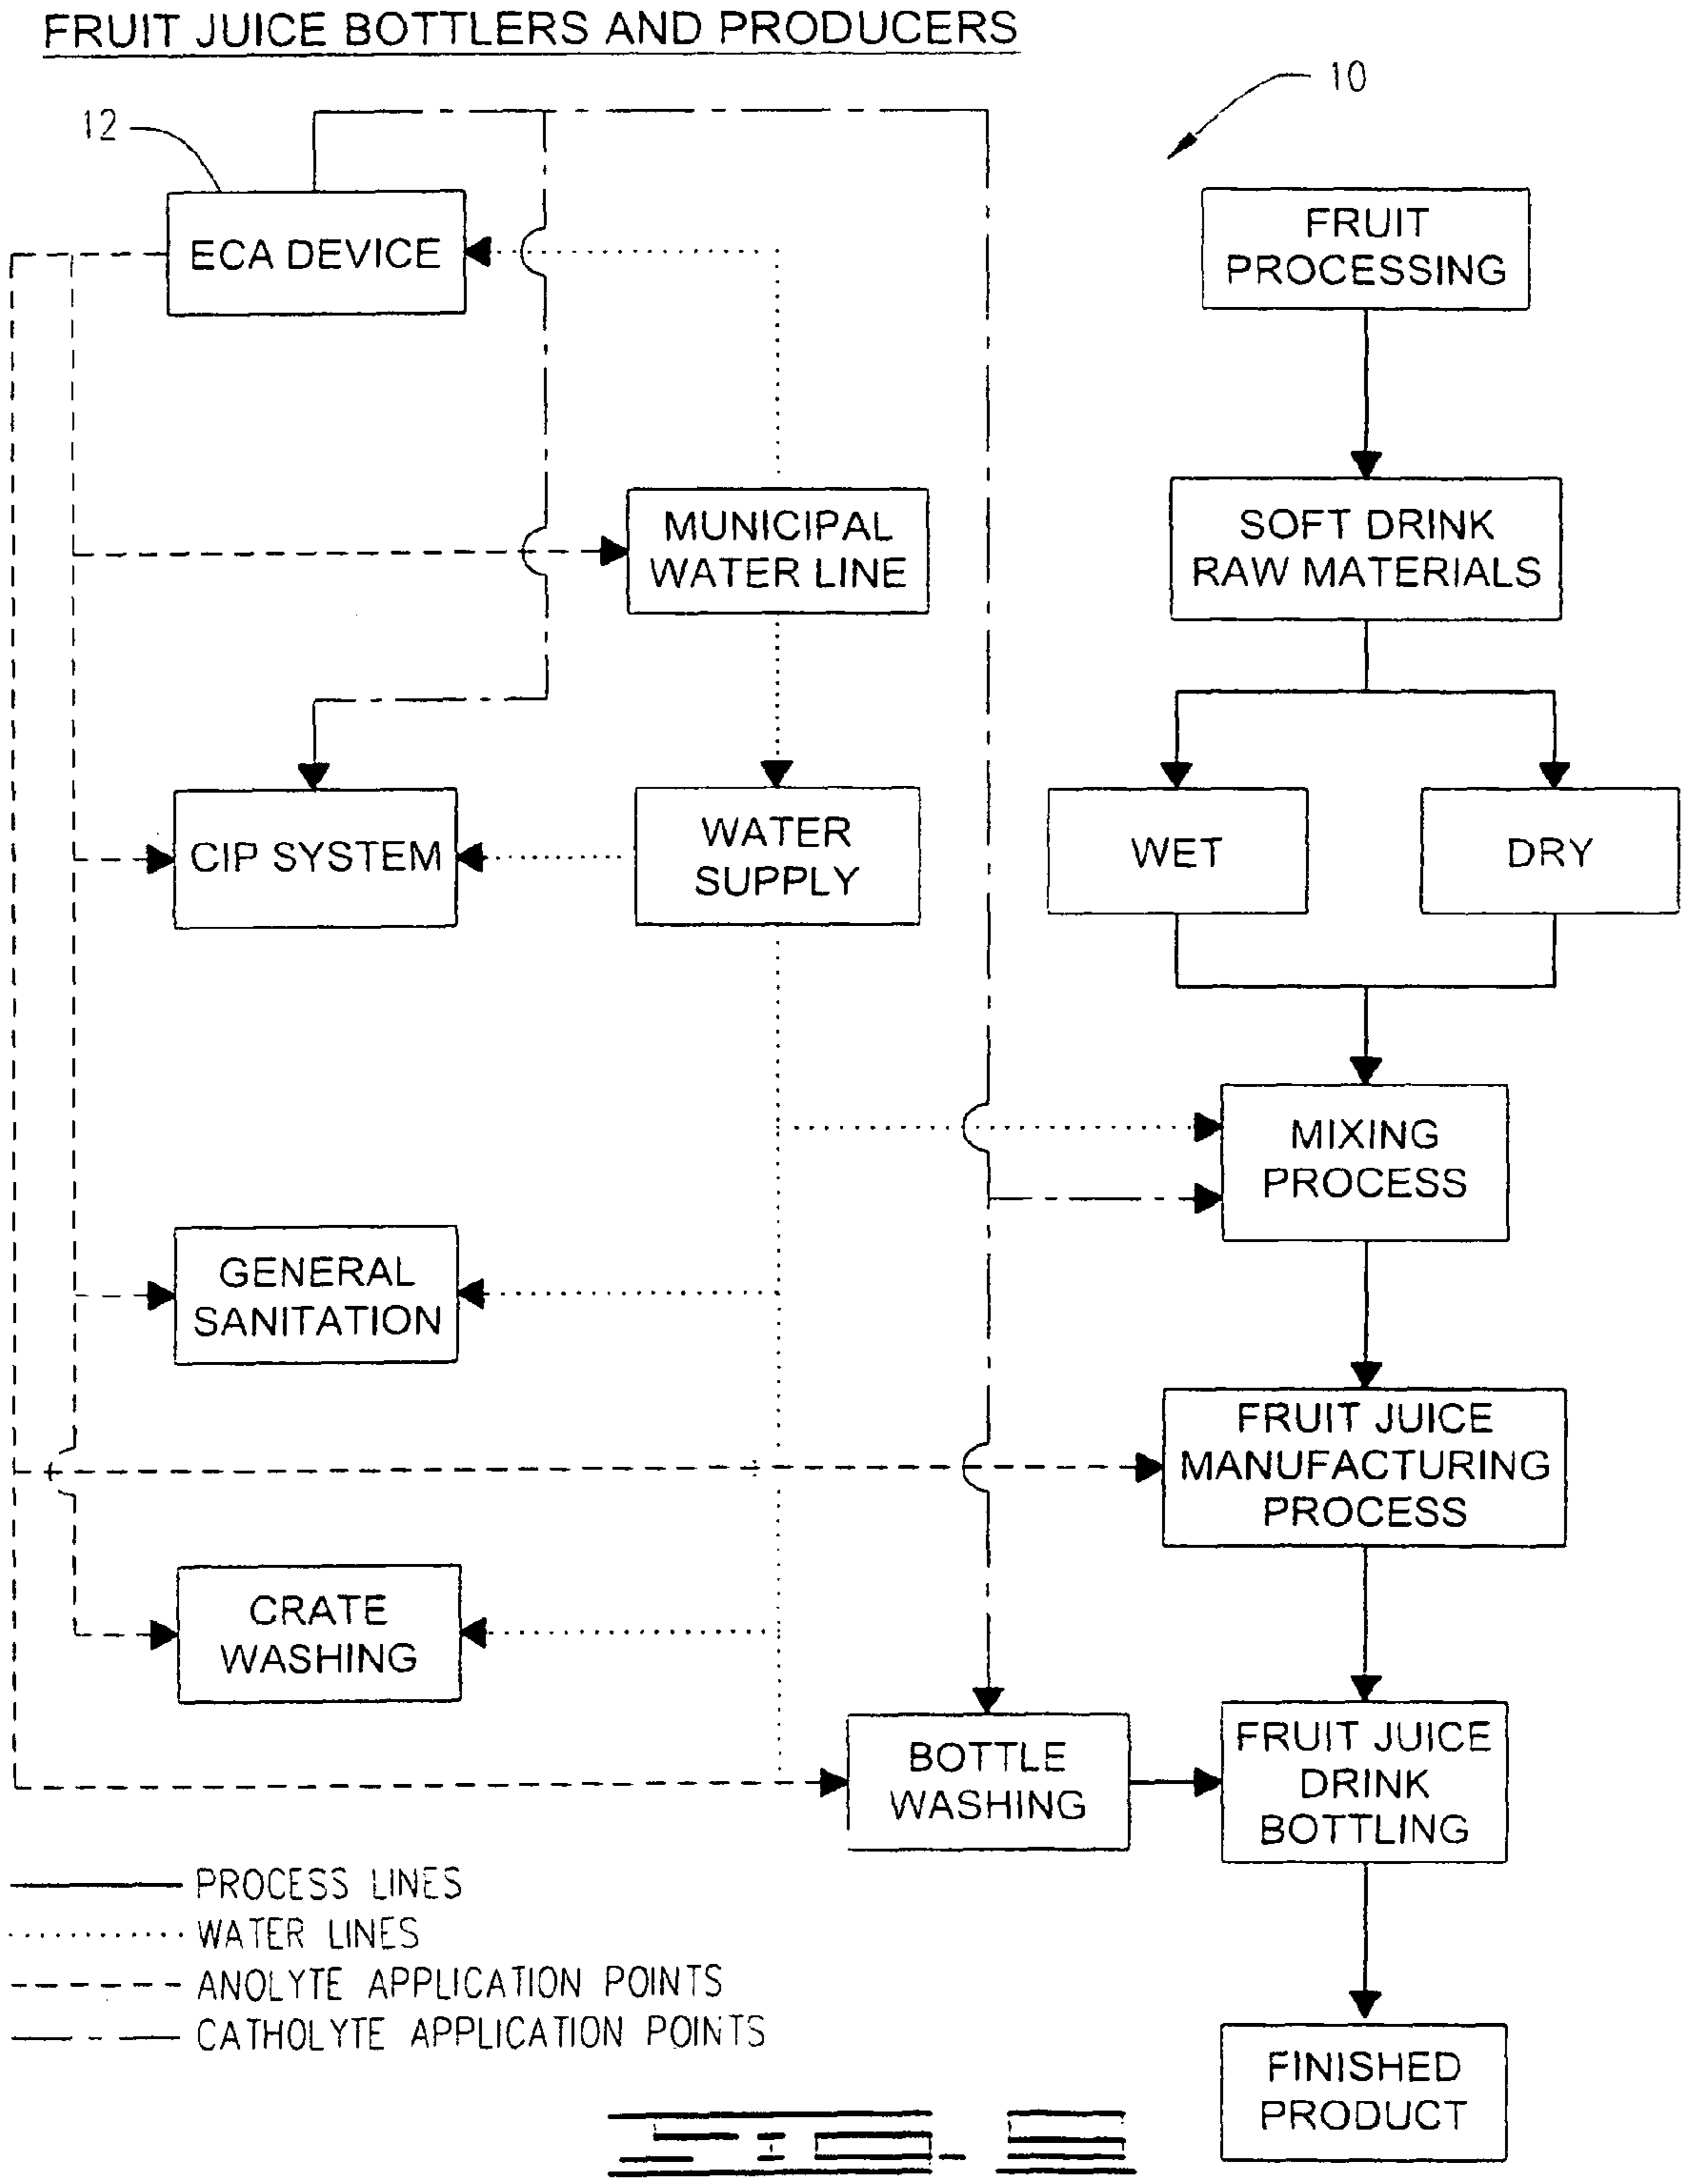 FRUIT JUICE BOTTLERS AND PRODUCERS
10
12
ECA DEVICE
FRUIT
PROCESSING
MUNICIPAL
WATER LINE
SOFT DRINK
RAW MATERIALS
CIP SYSTEM
WATER
SUPPLY
WET
DRY
MIXING
PROCESS
GENERAL
SANITATION
FRUIT JUICE
MANUFACTURING
PROCESS
CRATE
WASHING
BOTTLE
WASHING
FRUIT JUICE
DRINK
BOTTLING
PROCESS LINES
WATER LINES
ANOLYTE APPLICATION POINTS
CATHOLYTE APPLICATION POINTS
FINISHED
PRODUCT